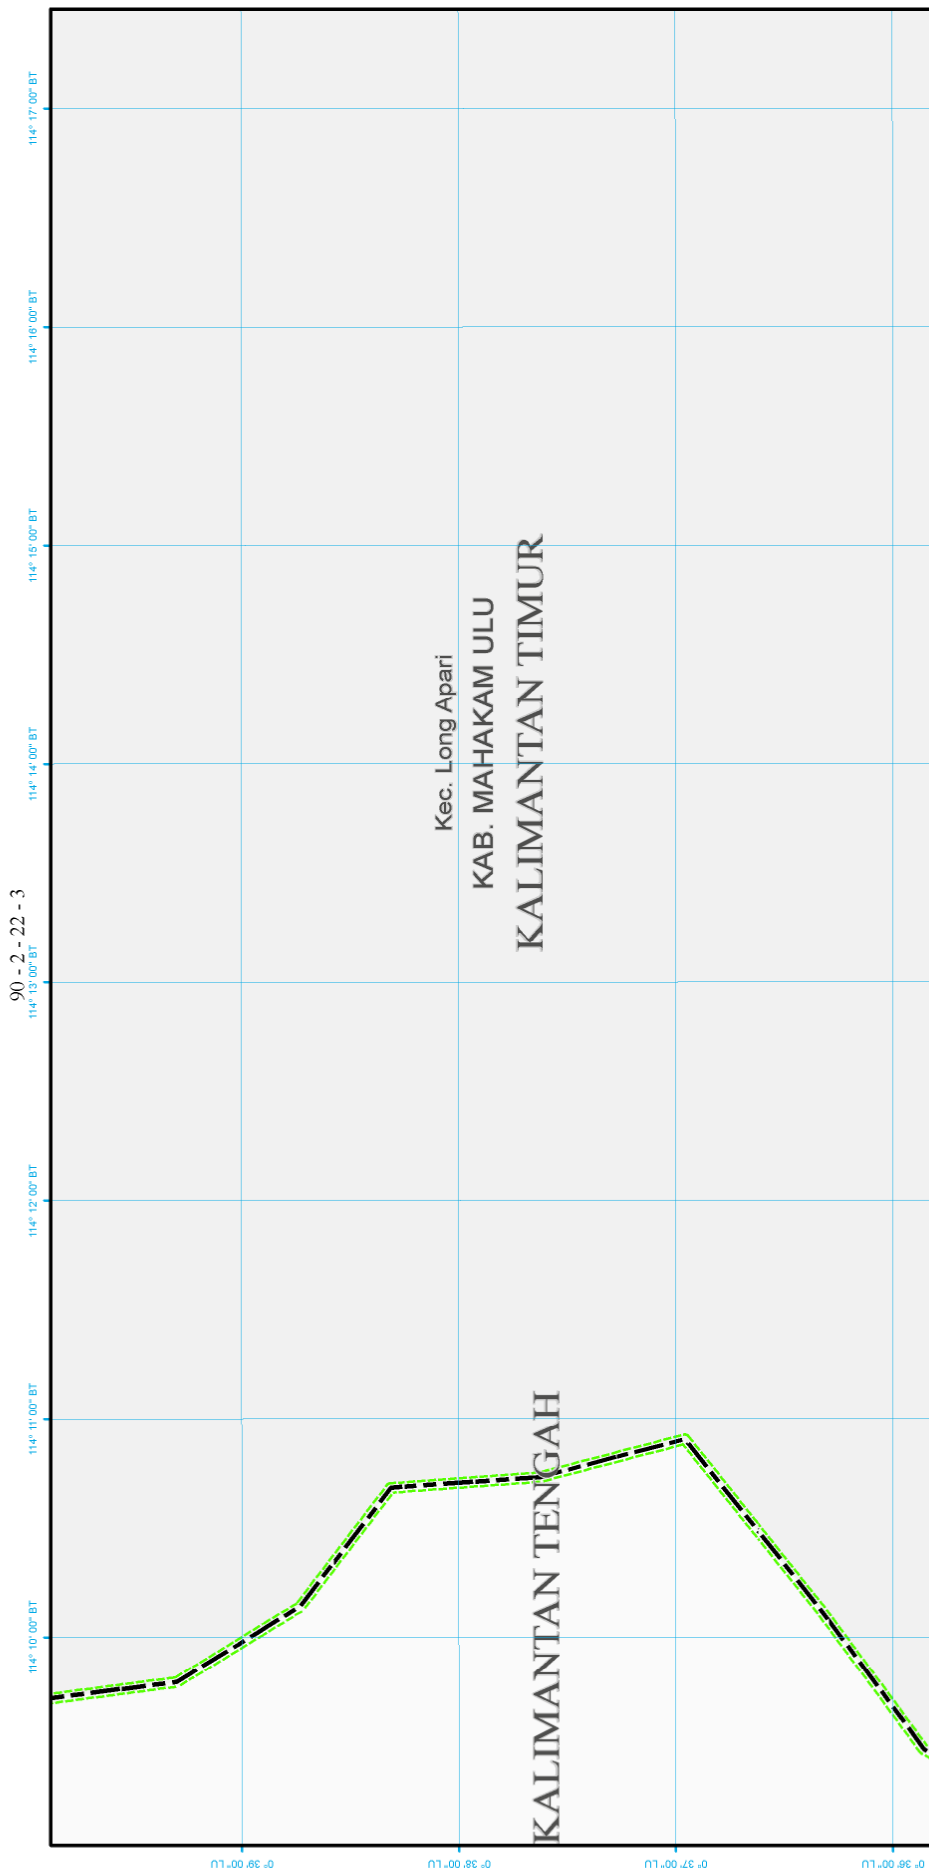 90 - 2 - 22 - 3
114° 10' 00" BT
114° 11' 00" BT
114° 12' 00" BT
114° 13' 00" BT
114° 14' 00" BT
114° 15' 00" BT
114° 16' 00" BT
114° 17' 00" BT
Kec. Long Apari
KAB. MAHAKAM ULU
KALIMANTAN TIMUR
KALIMANTAN TENGAH
0° 39' 00" LU
0° 38' 00" LU
0° 37' 00" LU
0° 36' 00" LU